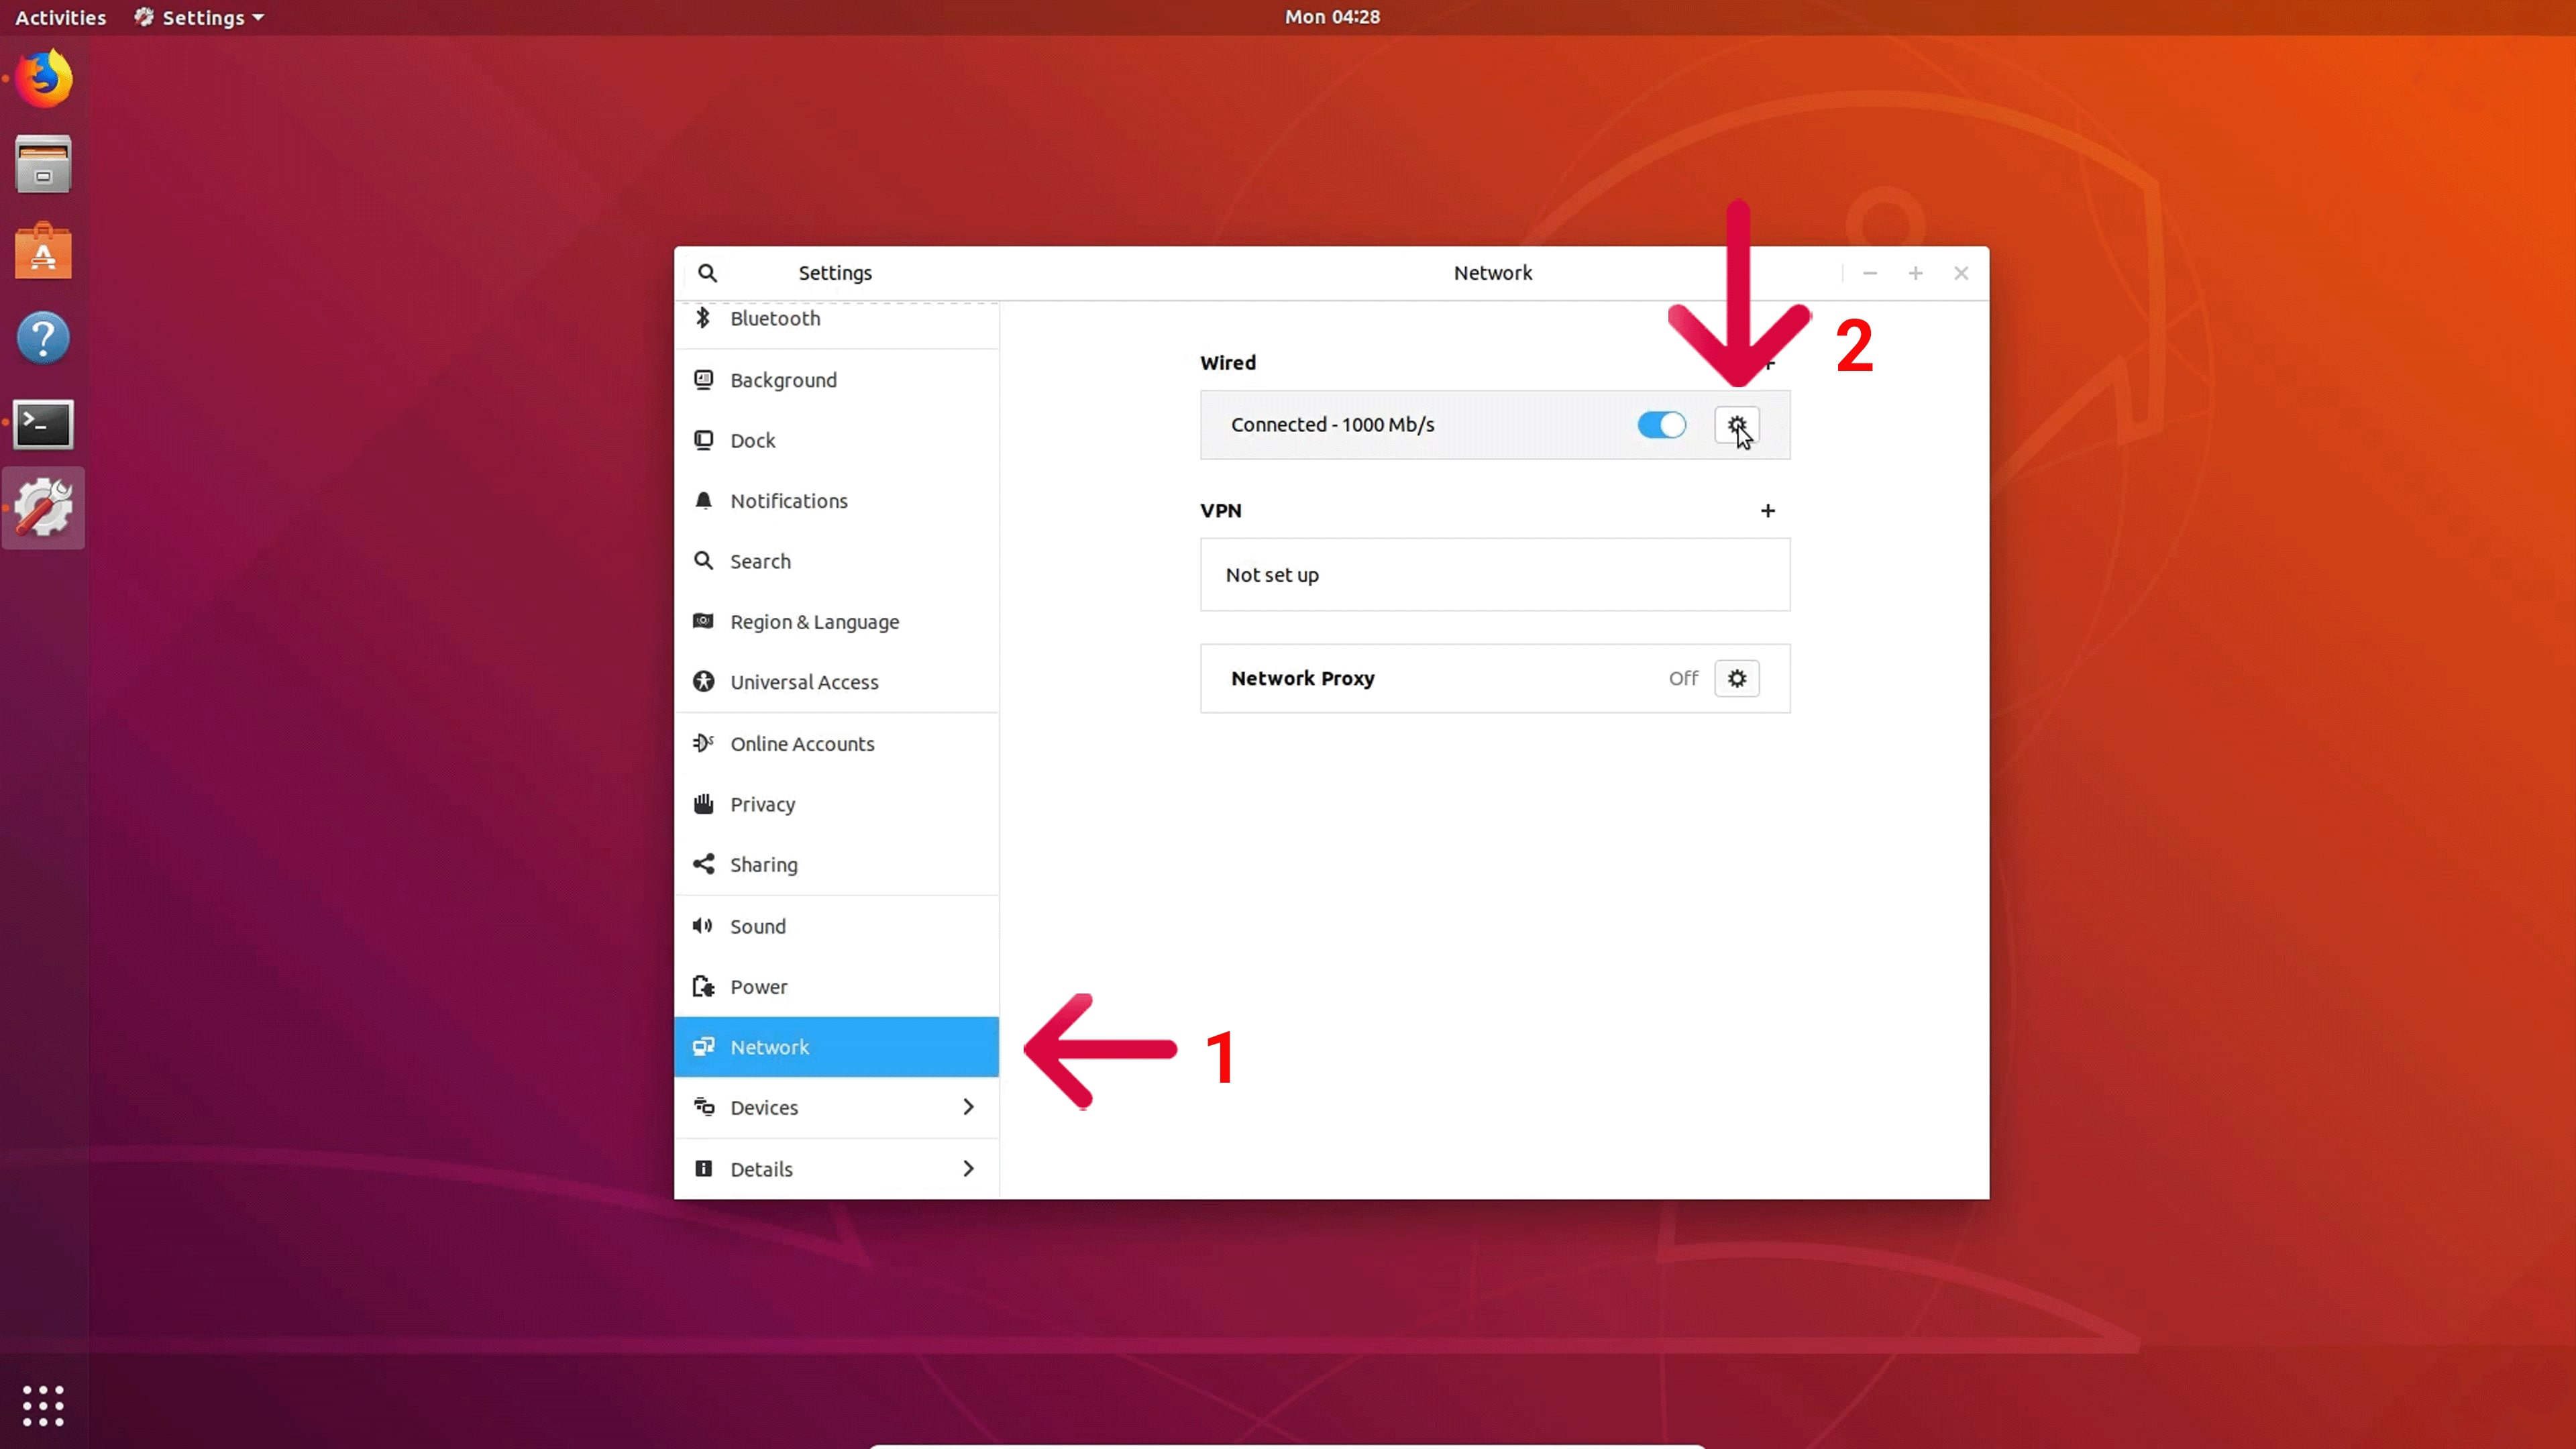 Activities Settings Mon 04:28
Settings Network
Bluetooth
Background
Dock
Notifications
Search
Region & Language
Universal Access
Online Accounts
Privacy
Sharing
Sound
Power
Network
Devices
Details
Wired
Connected - 1000 Mb/s
VPN
Not set up
Network Proxy Off
2
1